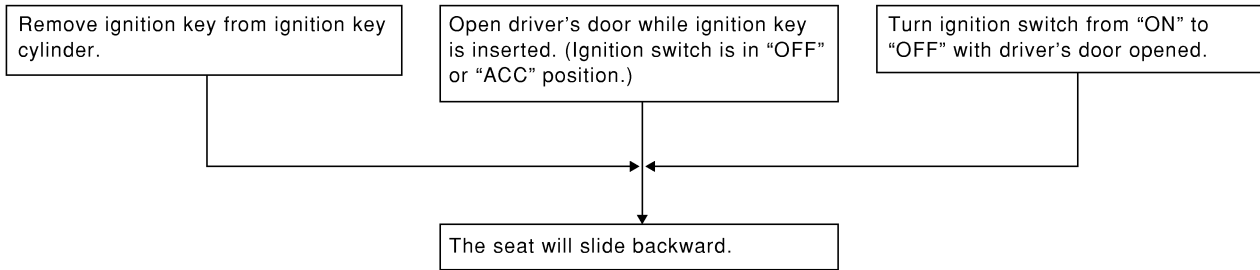 Remove ignition key from ignition key
cylinder.
Open driver’s door while ignition key
is inserted. (Ignition switch is in “OFF”
or “ACC” position.)
Turn ignition switch from “ON” to
“OFF” with driver’s door opened.
The seat will slide backward.